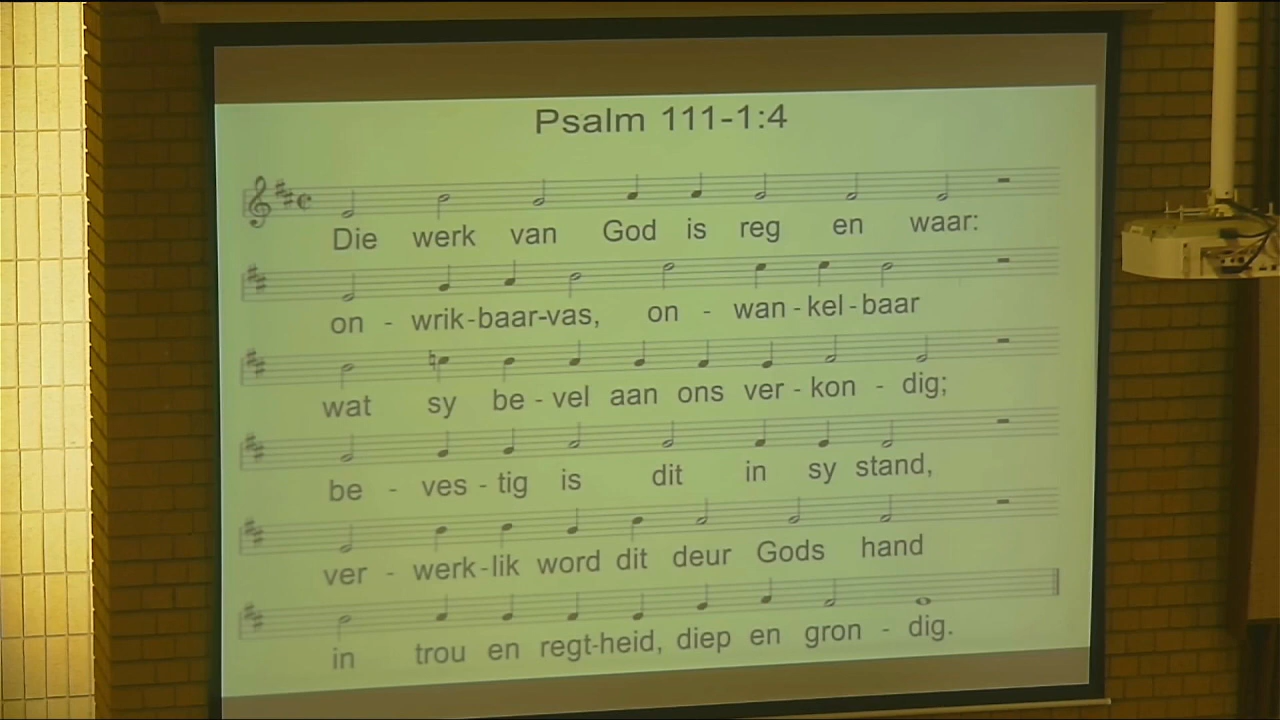 Psalm 111-1:4
Die werk van God is reg en waar:
on - wrik-baar-vas, on - wan-kel-baar
wat sy be-vel aan ons ver-kon - dig;
be - ves-tig is dit in sy stand,
ver - werk-lik word dit deur Gods hand
in trou en regt-heid, diep en gron - dig.